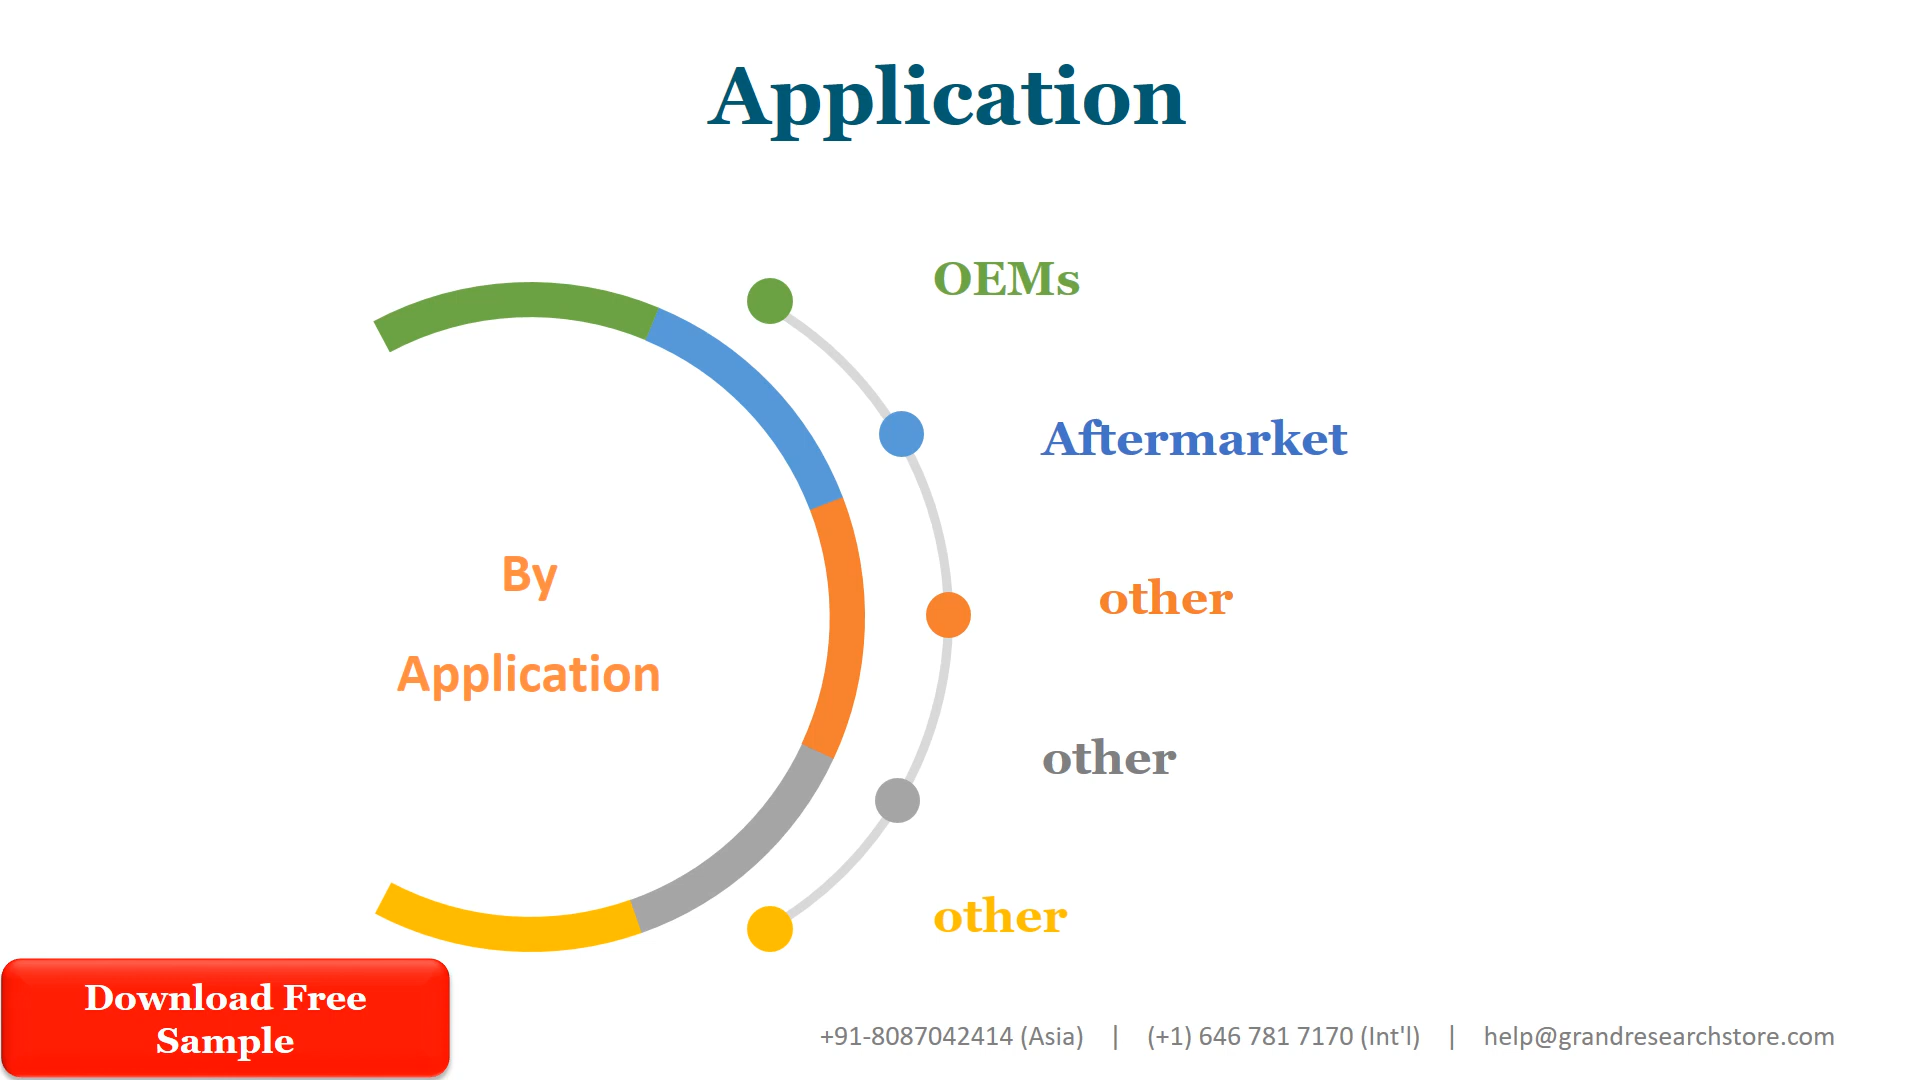 Application
OEMs
Aftermarket
By
other
Application
other
other
Download Free
Sample
+91-8087042414 (Asia) | (+1) 646 781 7170 (Int'l) | help@grandresearchstore.com